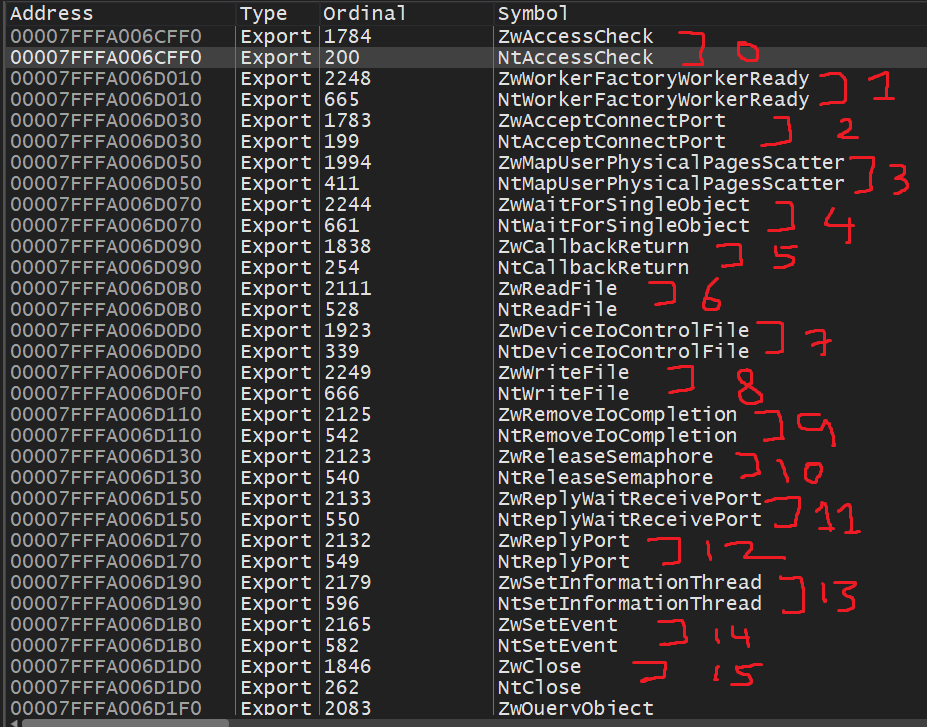 Address Type Ordinal Symbol
00007FFFA006CFF0 Export 1784 ZwAccessCheck
00007FFFA006CFF0 Export 200 NtAccessCheck 0
00007FFFA006D010 Export 2248 ZwWorkerFactoryWorkerReady
00007FFFA006D010 Export 665 NtWorkerFactoryWorkerReady 1
00007FFFA006D030 Export 1783 ZwAcceptConnectPort
00007FFFA006D030 Export 199 NtAcceptConnectPort 2
00007FFFA006D050 Export 1994 ZwMapUserPhysicalPagesScatter
00007FFFA006D050 Export 411 NtMapUserPhysicalPagesScatter 3
00007FFFA006D070 Export 2244 ZwWaitForSingleObject
00007FFFA006D070 Export 661 NtWaitForSingleObject 4
00007FFFA006D090 Export 1838 ZwCallbackReturn
00007FFFA006D090 Export 254 NtCallbackReturn 5
00007FFFA006D0B0 Export 2111 ZwReadFile
00007FFFA006D0B0 Export 528 NtReadFile 6
00007FFFA006D0D0 Export 1923 ZwDeviceIoControlFile
00007FFFA006D0D0 Export 339 NtDeviceIoControlFile 7
00007FFFA006D0F0 Export 2249 ZwWriteFile
00007FFFA006D0F0 Export 666 NtWriteFile 8
00007FFFA006D110 Export 2125 ZwRemoveIoCompletion
00007FFFA006D110 Export 542 NtRemoveIoCompletion 9
00007FFFA006D130 Export 2123 ZwReleaseSemaphore
00007FFFA006D130 Export 540 NtReleaseSemaphore 10
00007FFFA006D150 Export 2133 ZwReplyWaitReceivePort
00007FFFA006D150 Export 550 NtReplyWaitReceivePort 11
00007FFFA006D170 Export 2132 ZwReplyPort
00007FFFA006D170 Export 549 NtReplyPort 12
00007FFFA006D190 Export 2179 ZwSetInformationThread
00007FFFA006D190 Export 596 NtSetInformationThread 13
00007FFFA006D1B0 Export 2165 ZwSetEvent
00007FFFA006D1B0 Export 582 NtSetEvent 14
00007FFFA006D1D0 Export 1846 ZwClose
00007FFFA006D1D0 Export 262 NtClose 15
00007FFFA006D1F0 Export 2083 ZwQueryObject